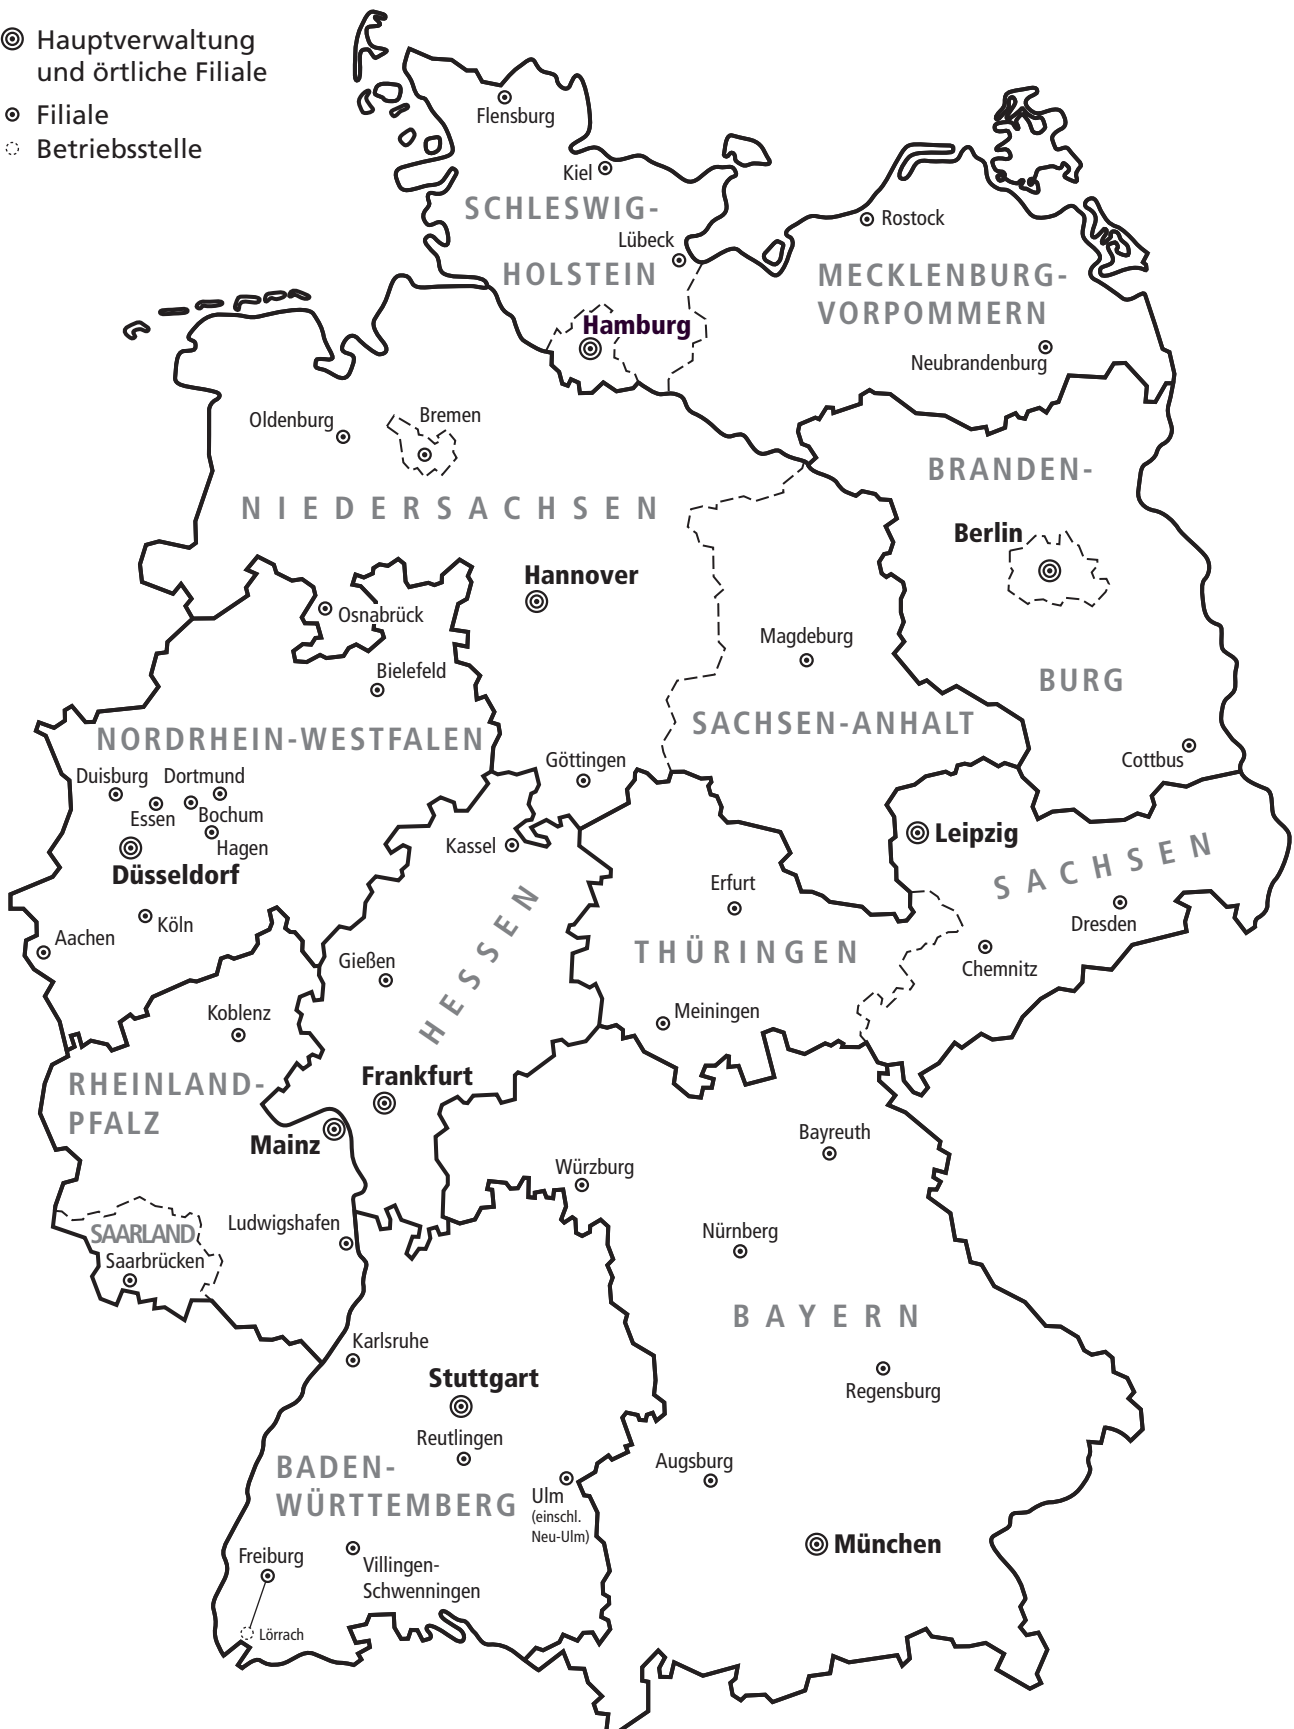 Hauptverwaltung
und örtliche Filiale
Filiale
Betriebsstelle
Flensburg
Kiel
SCHLESWIG-
HOLSTEIN
Lübeck
Rostock
MECKLENBURG-
VORPOMMERN
Hamburg
Neubrandenburg
Oldenburg
Bremen
BRANDEN-
BURG
NIEDERSACHSEN
Berlin
Hannover
Osnabrück
Magdeburg
Bielefeld
SACHSEN-ANHALT
NORDRHEIN-WESTFALEN
Göttingen
Cottbus
Duisburg
Dortmund
Essen
Bochum
Hagen
Düsseldorf
Kassel
Leipzig
SACHSEN
Erfurt
Dresden
Köln
Aachen
HESSEN
THÜRINGEN
Gießen
Chemnitz
Koblenz
Meiningen
RHEINLAND-
PFALZ
Frankfurt
Mainz
Bayreuth
Würzburg
Ludwigshafen
SAARLAND
Saarbrücken
Nürnberg
BAYERN
Karlsruhe
Stuttgart
Regensburg
Reutlingen
BADEN-
WÜRTTEMBERG
Augsburg
Ulm
(einschl.
Neu-Ulm)
München
Freiburg
Villingen-
Schwenningen
Lörrach